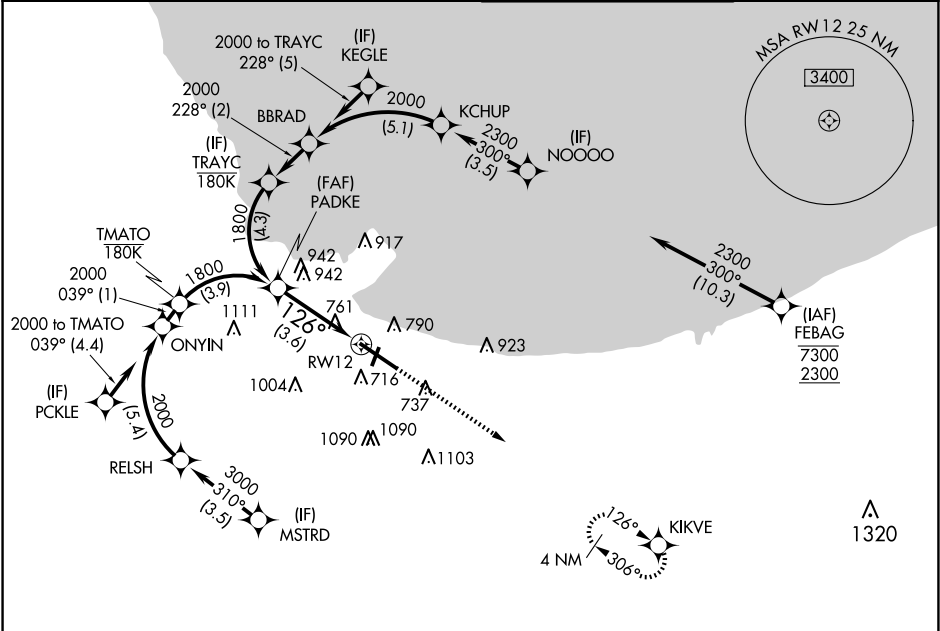 MSA RW12 25 NM
3400
2000 to TRAYC
228° (5)
(IF)
KEGLE
2000
228° (2)
BBRAD
2000
(5.1)
KCHUP
2300
300°
(3.5)
(IF)
NOOOO
(IF)
TRAYC
180K
(FAF)
PADKE
1800
(4.3)
TMATO
180K
2000
039° (1)
1800
(3.9)
2000 to TMATO
039° (4.4)
ONYIN
(IF)
PCKLE
2000
(5.4)
RELSH
3000
310°
(3.5)
(IF)
MSTRD
917
942
942
1111
761
126°
(3.6)
790
RW12
923
716
1004
737
1090
1090
1103
2300
300°
(10.3)
(IAF)
FEBAG
7300
2300
126°
KIKVE
4 NM
306°
1320